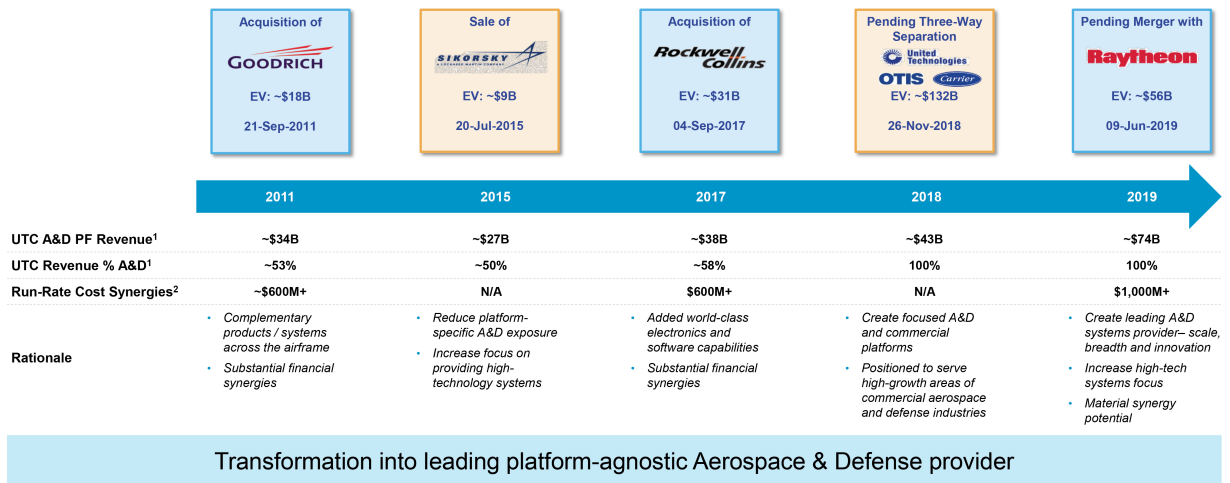 Acquisition of
GOODRICH
EV: ~$18B
21-Sep-2011
Sale of
SIKORSKY
A LOCKHEED MARTIN COMPANY
EV: ~$9B
20-Jul-2015
Acquisition of
Rockwell
Collins
EV: ~$31B
04-Sep-2017
Pending Three-Way
Separation
United
Technologies
OTIS Carrier
EV: ~$132B
26-Nov-2018
Pending Merger with
Raytheon
EV: ~$56B
09-Jun-2019
2011 2015 2017 2018 2019
UTC A&D PF Revenue1 ~$34B ~$27B ~$38B ~$43B ~$74B
UTC Revenue % A&D1 ~53% ~50% ~58% 100% 100%
Run-Rate Cost Synergies2 ~$600M+ N/A $600M+ N/A $1,000M+
Rationale
• Complementary
products / systems
across the airframe
• Substantial financial
synergies
• Reduce platform-
specific A&D exposure
• Increase focus on
providing high-
technology systems
• Added world-class
electronics and
software capabilities
• Substantial financial
synergies
• Create focused A&D
and commercial
platforms
• Positioned to serve
high-growth areas of
commercial aerospace
and defense industries
• Create leading A&D
systems provider– scale,
breadth and innovation
• Increase high-tech
systems focus
• Material synergy
potential
Transformation into leading platform-agnostic Aerospace & Defense provider